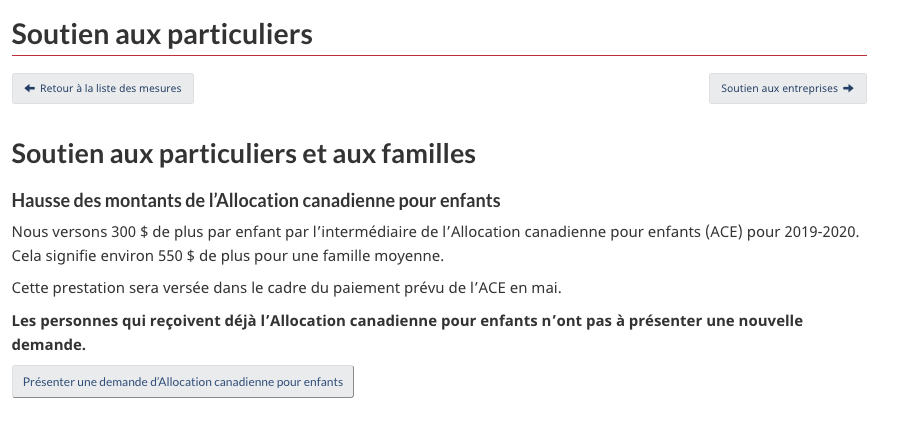 Soutien aux particuliers
Retour à la liste des mesures
Soutien aux entreprises
Soutien aux particuliers et aux familles
Hausse des montants de l’Allocation canadienne pour enfants
Nous versons 300 $ de plus par enfant par l’intermédiaire de l’Allocation canadienne pour enfants (ACE) pour 2019-2020.
Cela signifie environ 550 $ de plus pour une famille moyenne.
Cette prestation sera versée dans le cadre du paiement prévu de l’ACE en mai.
Les personnes qui reçoivent déjà l’Allocation canadienne pour enfants n’ont pas à présenter une nouvelle
demande.
Présenter une demande d’Allocation canadienne pour enfants